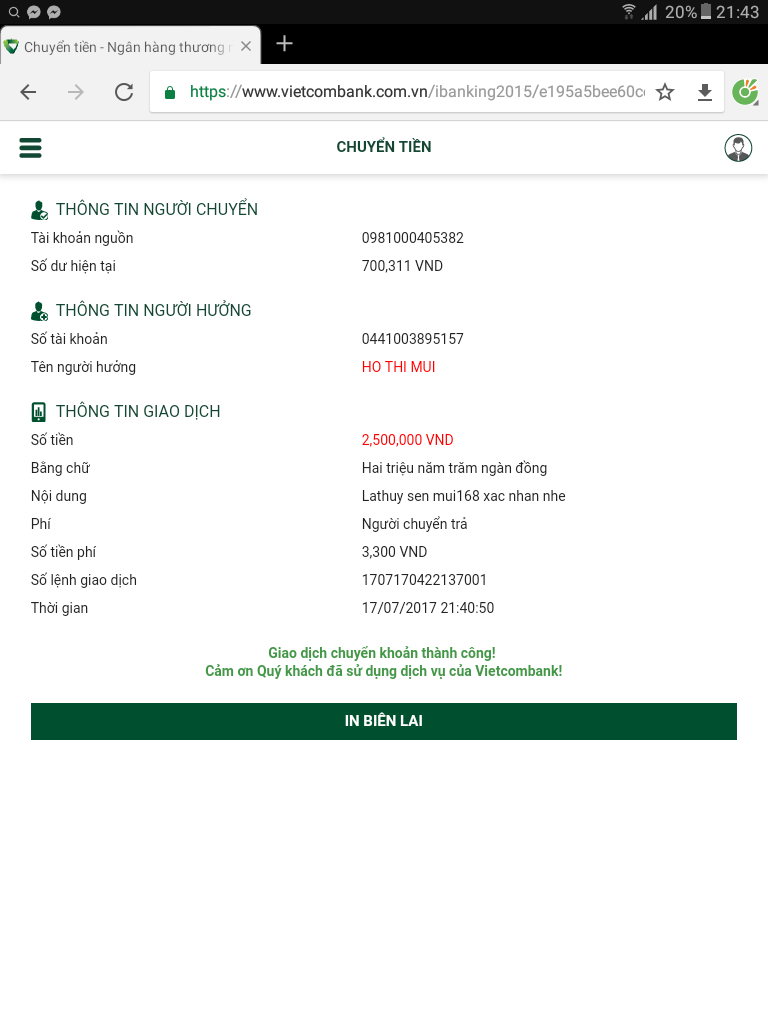 20% 21:43
Chuyển tiền - Ngân hàng thương
https://www.vietcombank.com.vn/ibanking2015/e195a5bee60c
CHUYỂN TIỀN
THÔNG TIN NGƯỜI CHUYỂN
Tài khoản nguồn 0981000405382
Số dư hiện tại 700,311 VND
THÔNG TIN NGƯỜI HƯỞNG
Số tài khoản 0441003895157
Tên người hưởng HO THI MUI
THÔNG TIN GIAO DỊCH
Số tiền 2,500,000 VND
Bằng chữ Hai triệu năm trăm ngàn đồng
Nội dung Lathuy sen mui168 xac nhan nhe
Phí Người chuyển trả
Số tiền phí 3,300 VND
Số lệnh giao dịch 1707170422137001
Thời gian 17/07/2017 21:40:50
Giao dịch chuyển khoản thành công!
Cảm ơn Quý khách đã sử dụng dịch vụ của Vietcombank!
IN BIÊN LAI